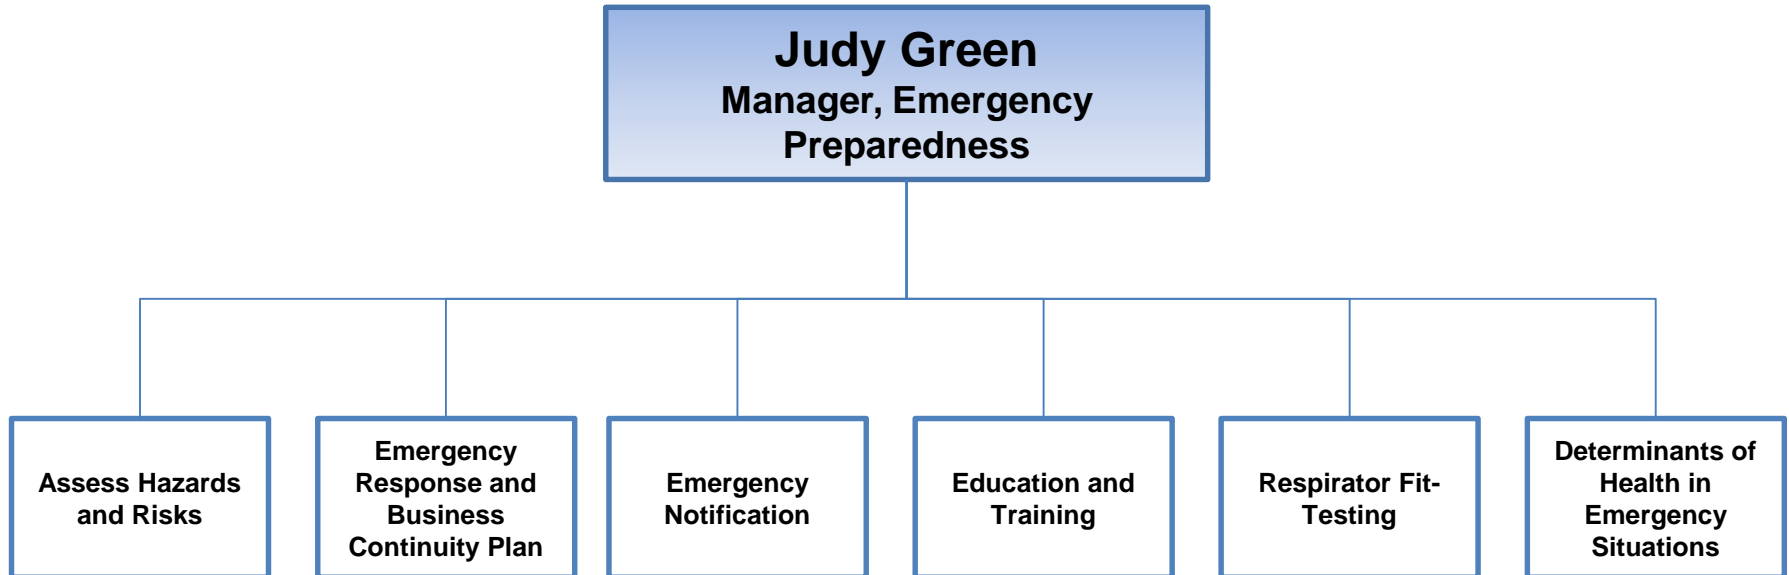 Judy Green
Manager, Emergency
Preparedness
Assess Hazards
and Risks
Emergency
Response and
Business
Continuity Plan
Emergency
Notification
Education and
Training
Respirator Fit-
Testing
Determinants of
Health in
Emergency
Situations